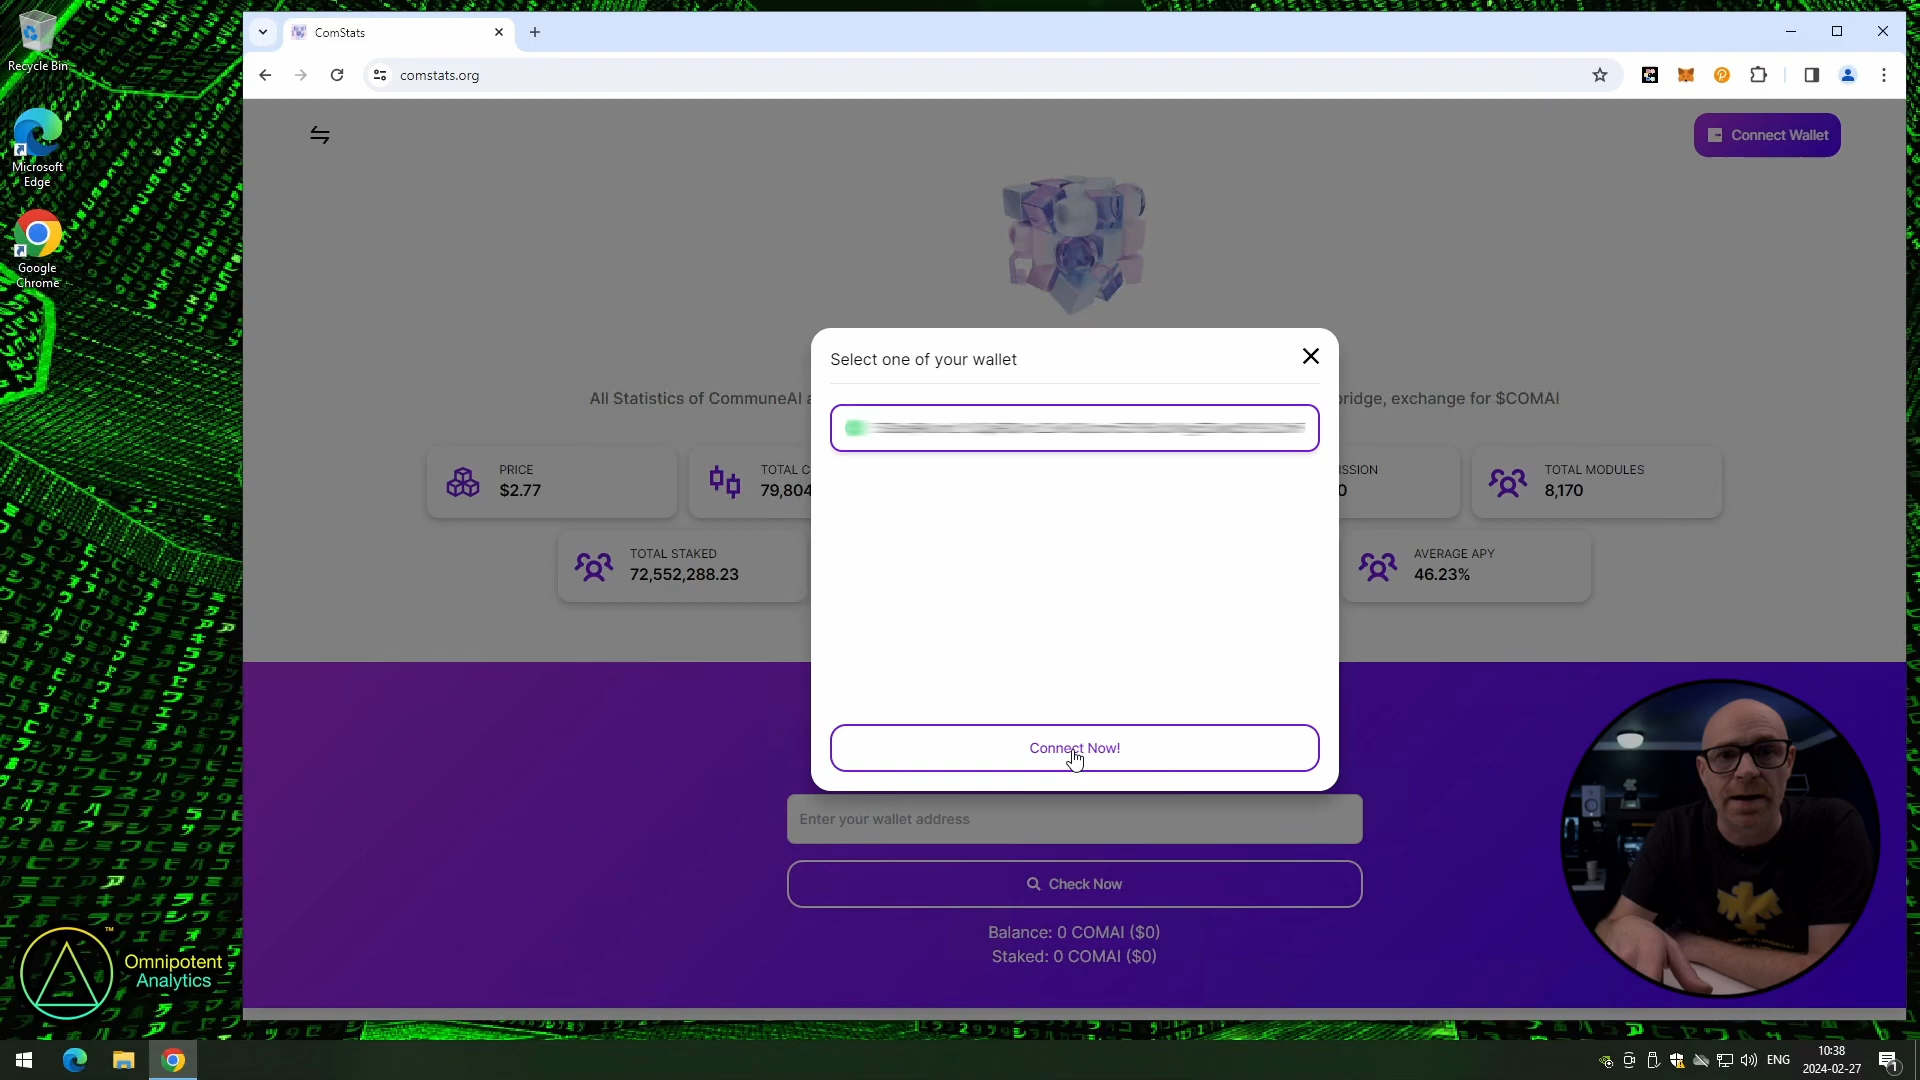 Recycle Bin
Microsoft
Edge
Google
Chrome
ComStats
comstats.org
Connect Wallet
All Statistics of CommuneAI
bridge, exchange for $COMAI
PRICE
$2.77
TOTAL
79,804
0
TOTAL MODULES
8,170
TOTAL STAKED
72,552,288.23
AVERAGE APY
46.23%
Select one of your wallet
Connect Now!
Enter your wallet address
Check Now
Balance: 0 COMAI ($0)
Staked: 0 COMAI ($0)
Omnipotent
Analytics
TM
ENG
10:38
2024-02-27
1